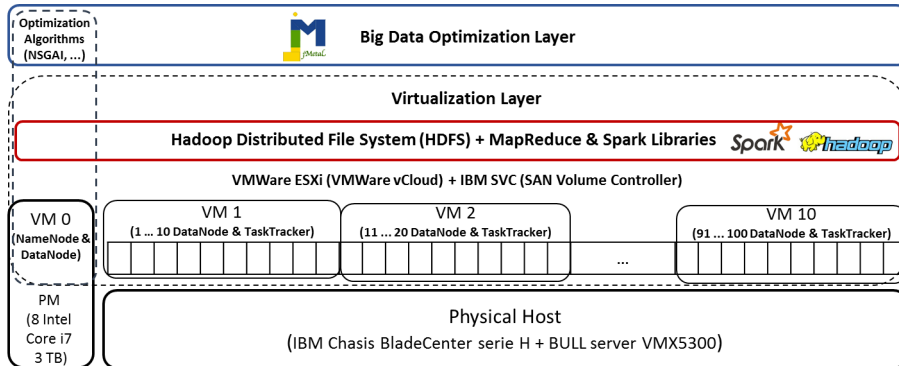 Optimization
Algorithms
(NSGAI, ...)
jMetal
Big Data Optimization Layer
Virtualization Layer
Hadoop Distributed File System (HDFS) + MapReduce & Spark Libraries
Spark
hadoop
VMWare ESXi (VMWare vCloud) + IBM SVC (SAN Volume Controller)
VM 0
(NameNode &
DataNode)
VM 1
(1 ... 10 DataNode & TaskTracker)
VM 2
(11 ... 20 DataNode & TaskTracker)
...
VM 10
(91 ... 100 DataNode & TaskTracker)
PM
(8 Intel
Core i7
3 TB)
Physical Host
(IBM Chasis BladeCenter serie H + BULL server VMX5300)